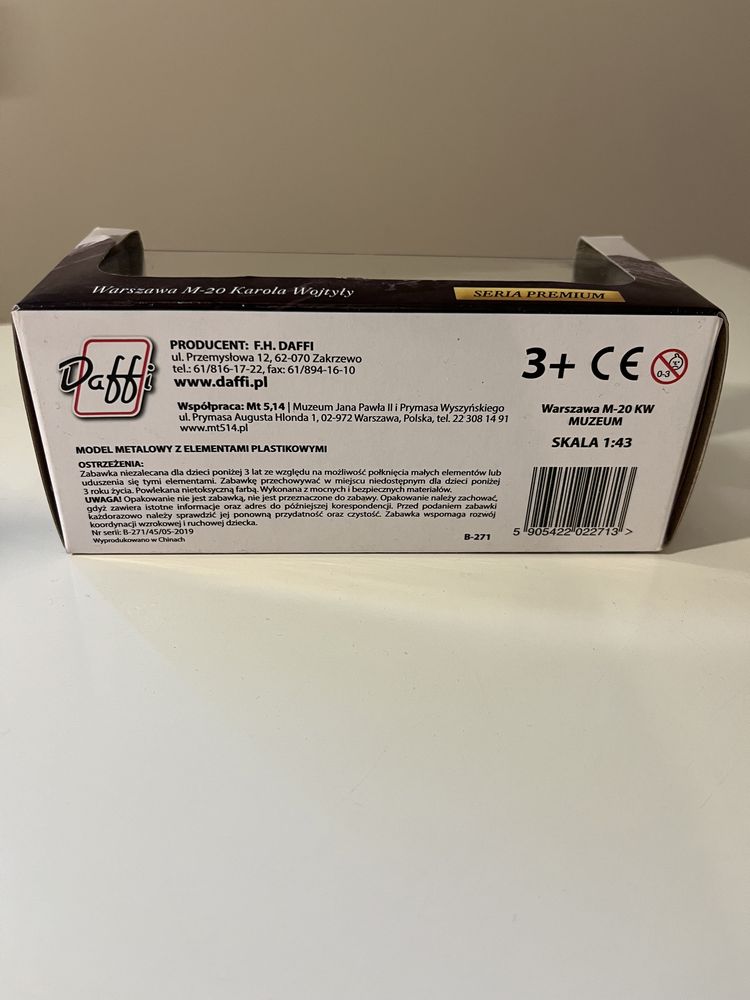 Warszawa M-20 Karola Wojtyły
SERIA PREMIUM
Daffi
PRODUCENT: F.H. DAFFI
ul. Przemysłowa 12, 62-070 Zakrzewo
tel.: 61/816-17-22, fax: 61/894-16-10
www.daffi.pl
Współpraca: Mt 5,14 | Muzeum Jana Pawła II i Prymasa Wyszyńskiego
ul. Prymasa Augusta Hlonda 1, 02-972 Warszawa, Polska, tel. 22 308 14 91
www.mt514.pl
MODEL METALOWY Z ELEMENTAMI PLASTIKOWYMI
OSTRZEŻENIA:
Zabawka niezalecana dla dzieci poniżej 3 lat ze względu na możliwość połknięcia małych elementów lub
uduszenia się tymi elementami. Zabawkę przechowywać w miejscu niedostępnym dla dzieci poniżej
3 roku życia. Powlekana nietoksyczną farbą. Wykonana z mocnych i bezpiecznych materiałów.
UWAGA! Opakowanie nie jest zabawką, nie jest przeznaczone do zabawy. Opakowanie należy zachować,
gdyż zawiera istotne informacje oraz adres do późniejszej korespondencji. Przed podaniem zabawki
każdorazowo należy sprawdzić jej ponowną przydatność oraz czystość. Zabawka wspomaga rozwój
koordynacji wzrokowej i ruchowej dziecka.
Nr serii: B-271/45/05-2019
Wyprodukowano w Chinach
B-271
3+ CE
0-3
Warszawa M-20 KW
MUZEUM
SKALA 1:43
5 905422 022713 >